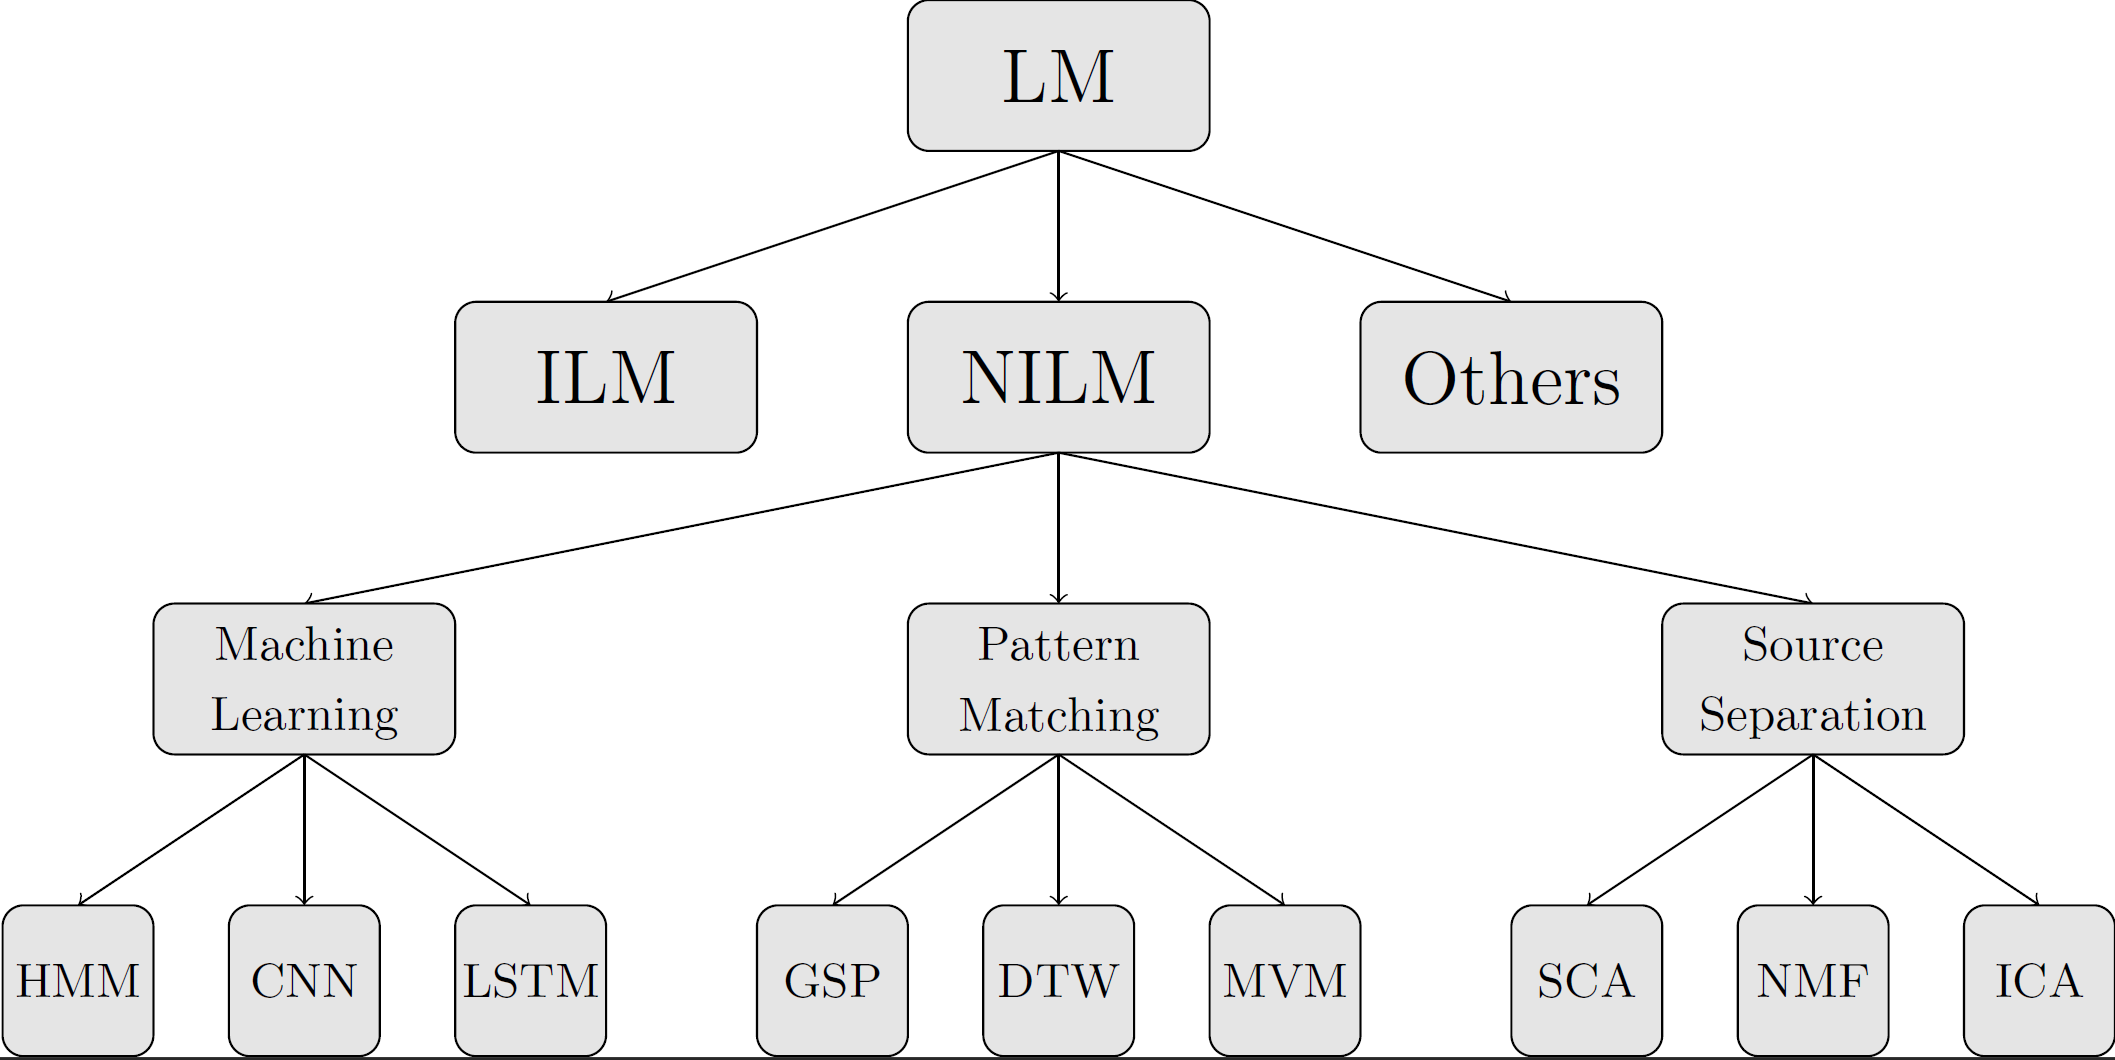 LM
ILM
NILM
Others
Machine
Learning
Pattern
Matching
Source
Separation
HMM
CNN
LSTM
GSP
DTW
MVM
SCA
NMF
ICA